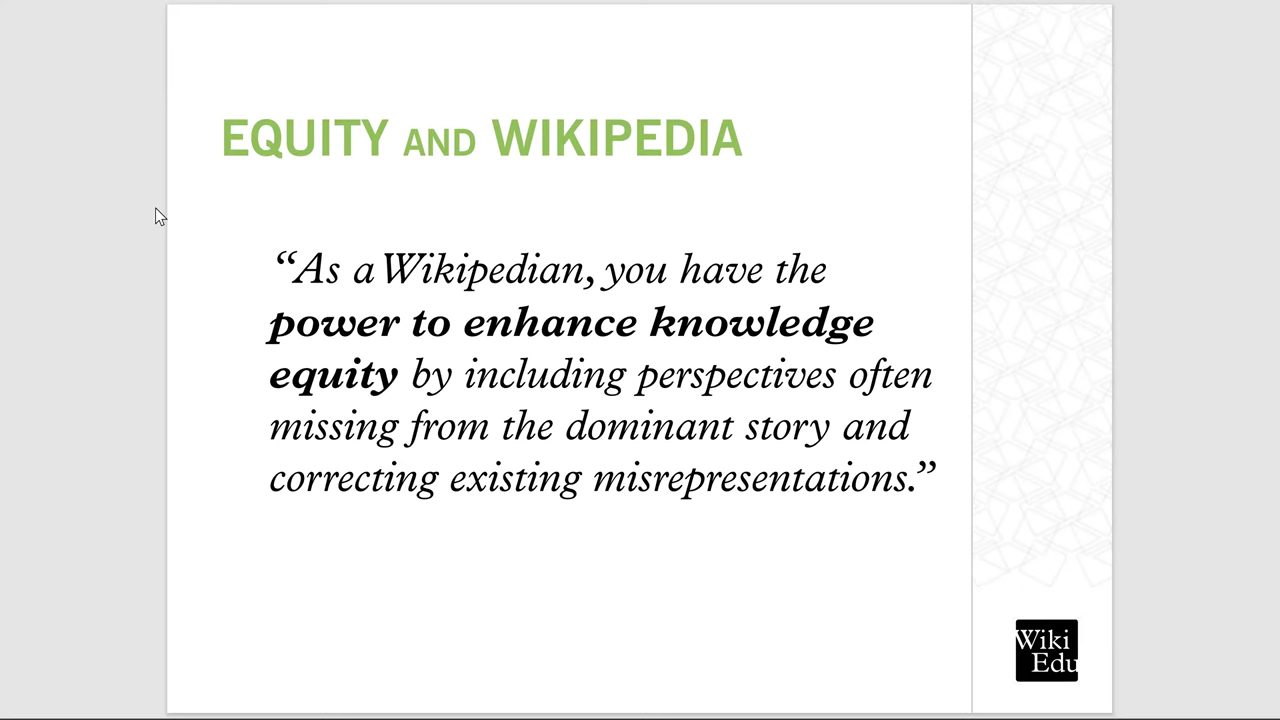 EQUITY AND WIKIPEDIA
“As a Wikipedian, you have the
power to enhance knowledge
equity by including perspectives often
missing from the dominant story and
correcting existing misrepresentations.”
Wiki
Edu